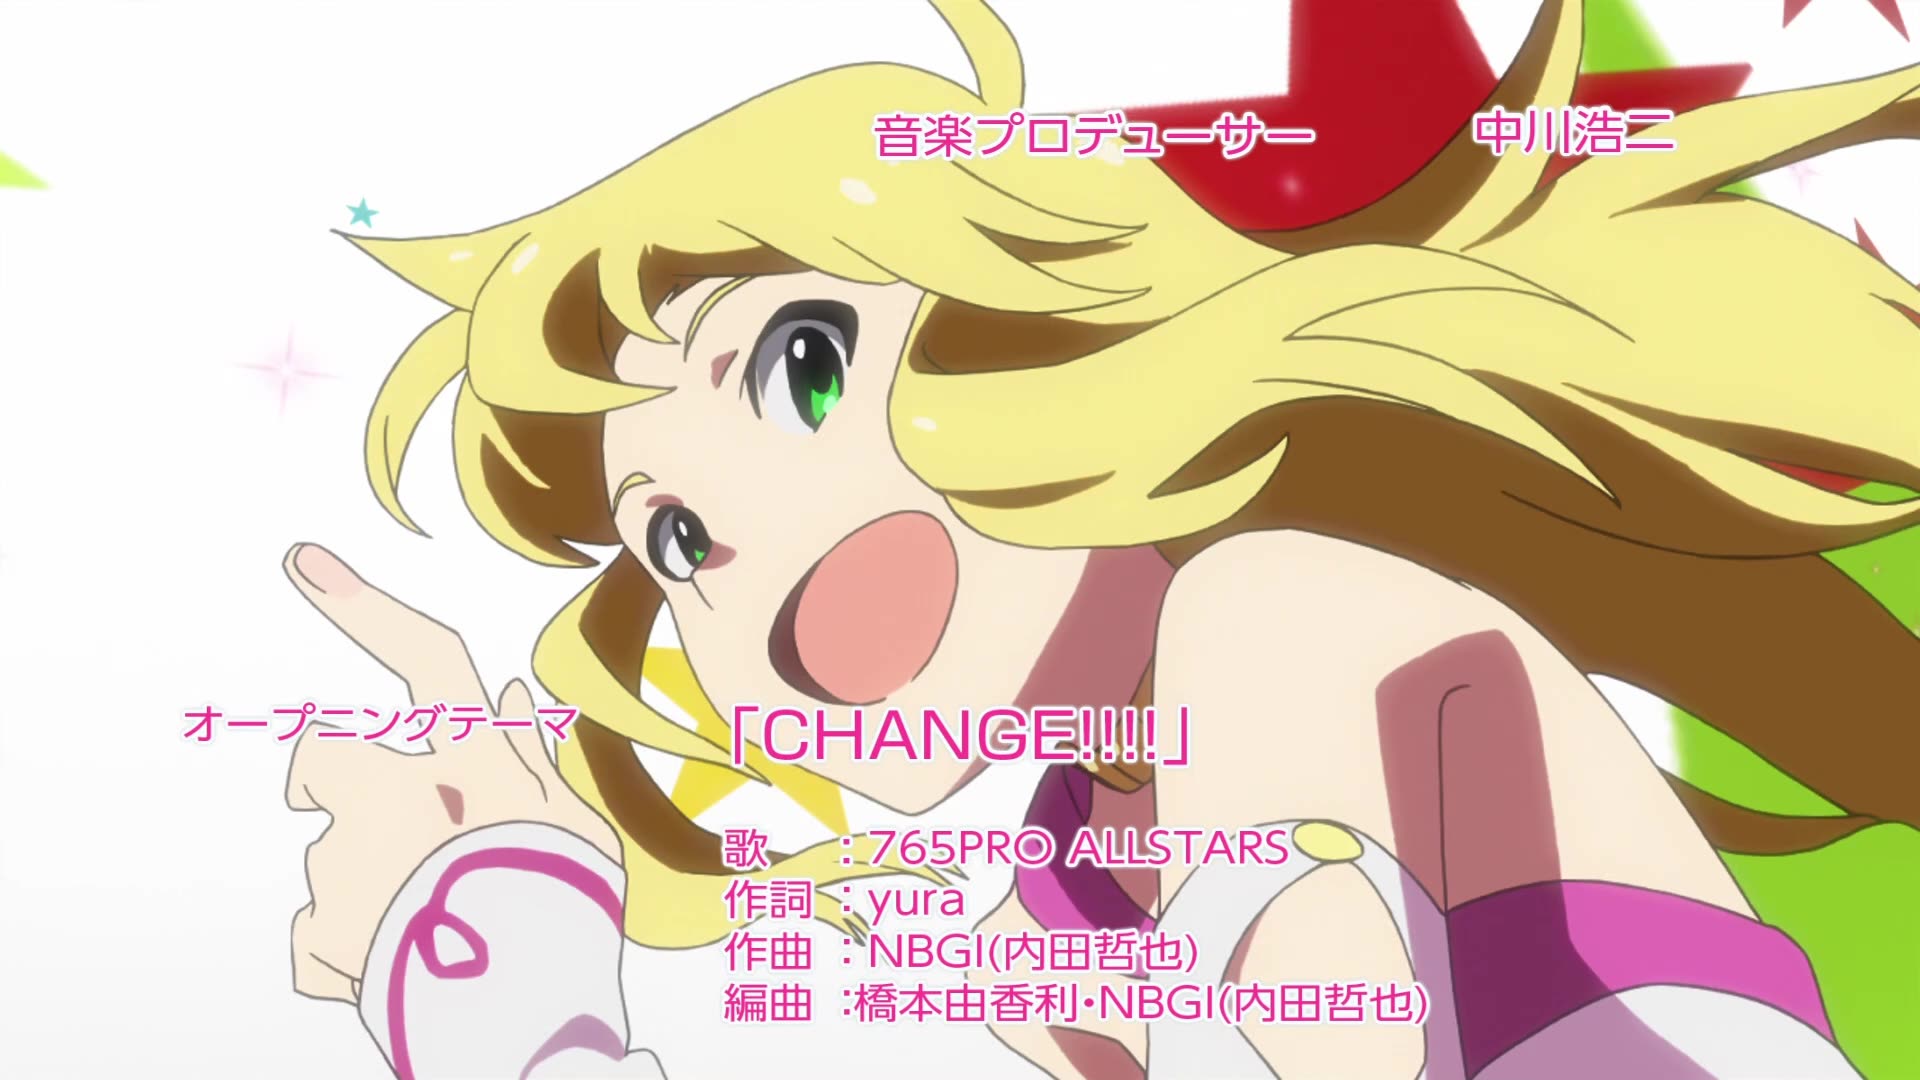 音楽プロデューサー 中川浩二
オープニングテーマ 「CHANGE!!!!」
歌 ：765PRO ALLSTARS
作詞 ：yura
作曲 ：NBGI(内田哲也)
編曲 ：橋本由香利・NBGI(内田哲也)